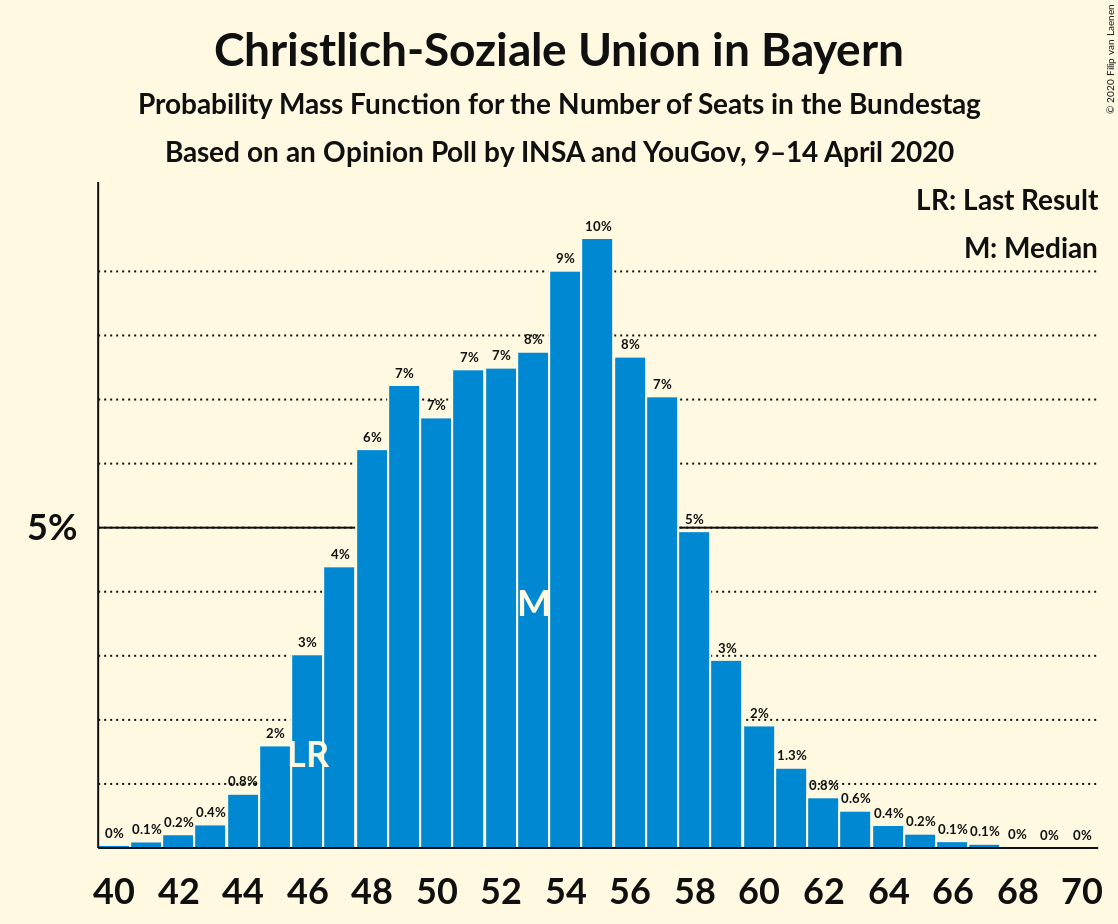 Christlich-Soziale Union in Bayern
Probability Mass Function for the Number of Seats in the Bundestag
Based on an Opinion Poll by INSA and YouGov, 9–14 April 2020
© 2020 Filip van Laenen
LR: Last Result
M: Median
5%
0% 0.1% 0.2% 0.4% 0.8% 2% 3% 4% 6% 7% 7% 7% 7% 8% 9% 10% 8% 7% 5% 3% 2% 1.3% 0.8% 0.6% 0.4% 0.2% 0.1% 0.1% 0% 0% 0%
M
LR
40 42 44 46 48 50 52 54 56 58 60 62 64 66 68 70